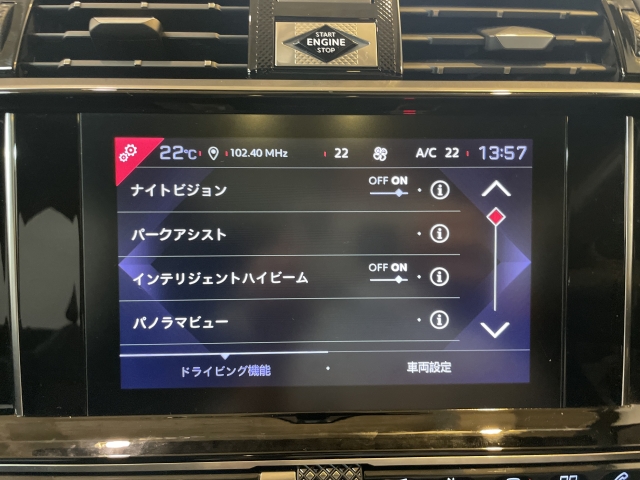 START
ENGINE
STOP
22°C 102.40 MHz 22 A/C 22 13:57
ナイトビジョン OFF ON
パークアシスト
インテリジェントハイビーム OFF ON
パノラマビュー
ドライビング機能 車両設定